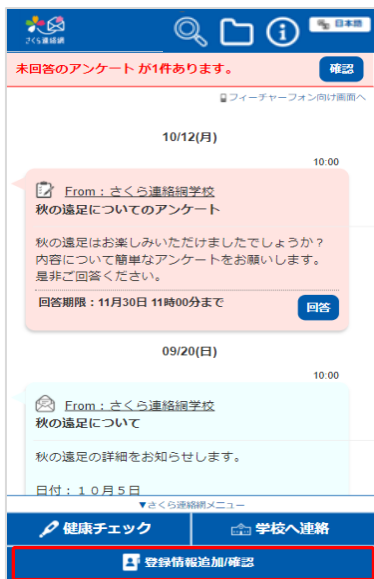 さくら連絡網
日本語
未回答のアンケート が1件あります。
確認
フィーチャーフォン向け画面へ
10/12(月)
10:00
From：さくら連絡網学校
秋の遠足についてのアンケート
秋の遠足はお楽しみいただけましたでしょうか？
内容について簡単なアンケートをお願いします。
是非ご回答ください。
回答期限：11月30日 11時00分まで
回答
09/20(日)
10:00
From：さくら連絡網学校
秋の遠足について
秋の遠足の詳細をお知らせします。
日付：１０月５日
▼さくら連絡網メニュー
健康チェック
学校へ連絡
登録情報追加/確認